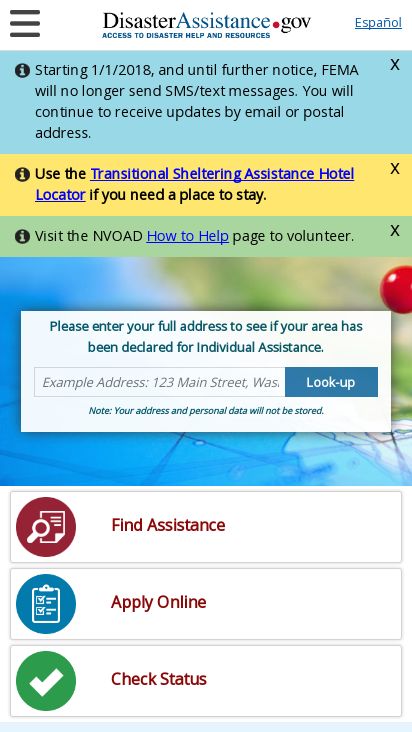 DisasterAssistance.gov
ACCESS TO DISASTER HELP AND RESOURCES
Español
Starting 1/1/2018, and until further notice, FEMA
will no longer send SMS/text messages. You will
continue to receive updates by email or postal
address.
X
Use the Transitional Sheltering Assistance Hotel
Locator if you need a place to stay.
X
Visit the NVOAD How to Help page to volunteer.
X
Please enter your full address to see if your area has
been declared for Individual Assistance.
Example Address: 123 Main Street, Was
Look-up
Note: Your address and personal data will not be stored.
Find Assistance
Apply Online
Check Status